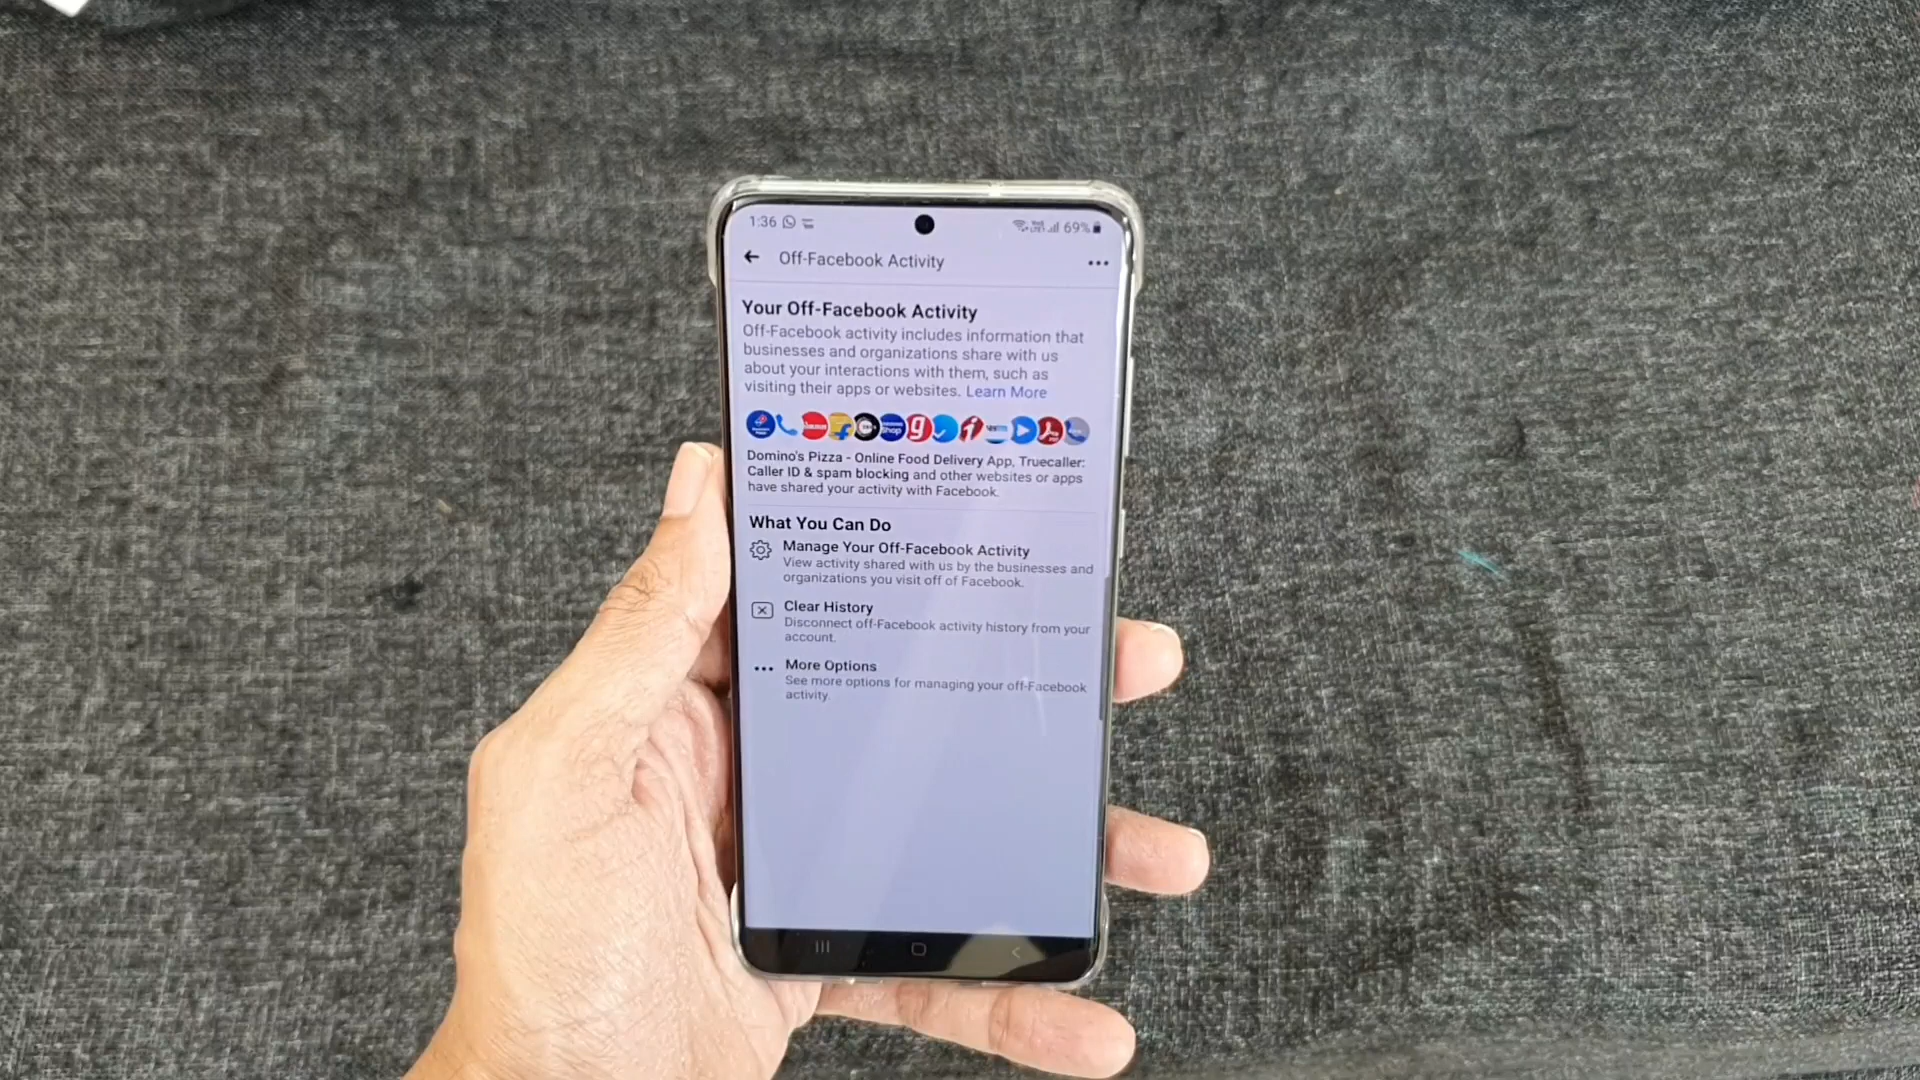 1:36
69%
Off-Facebook Activity
Your Off-Facebook Activity
Off-Facebook activity includes information that
businesses and organizations share with us
about your interactions with them, such as
visiting their apps or websites. Learn More
Shop
Domino's Pizza - Online Food Delivery App, Truecaller:
Caller ID & spam blocking and other websites or apps
have shared your activity with Facebook.
What You Can Do
Manage Your Off-Facebook Activity
View activity shared with us by the businesses and
organizations you visit off of Facebook.
Clear History
Disconnect off-Facebook activity history from your
account.
More Options
See more options for managing your off-Facebook
activity.